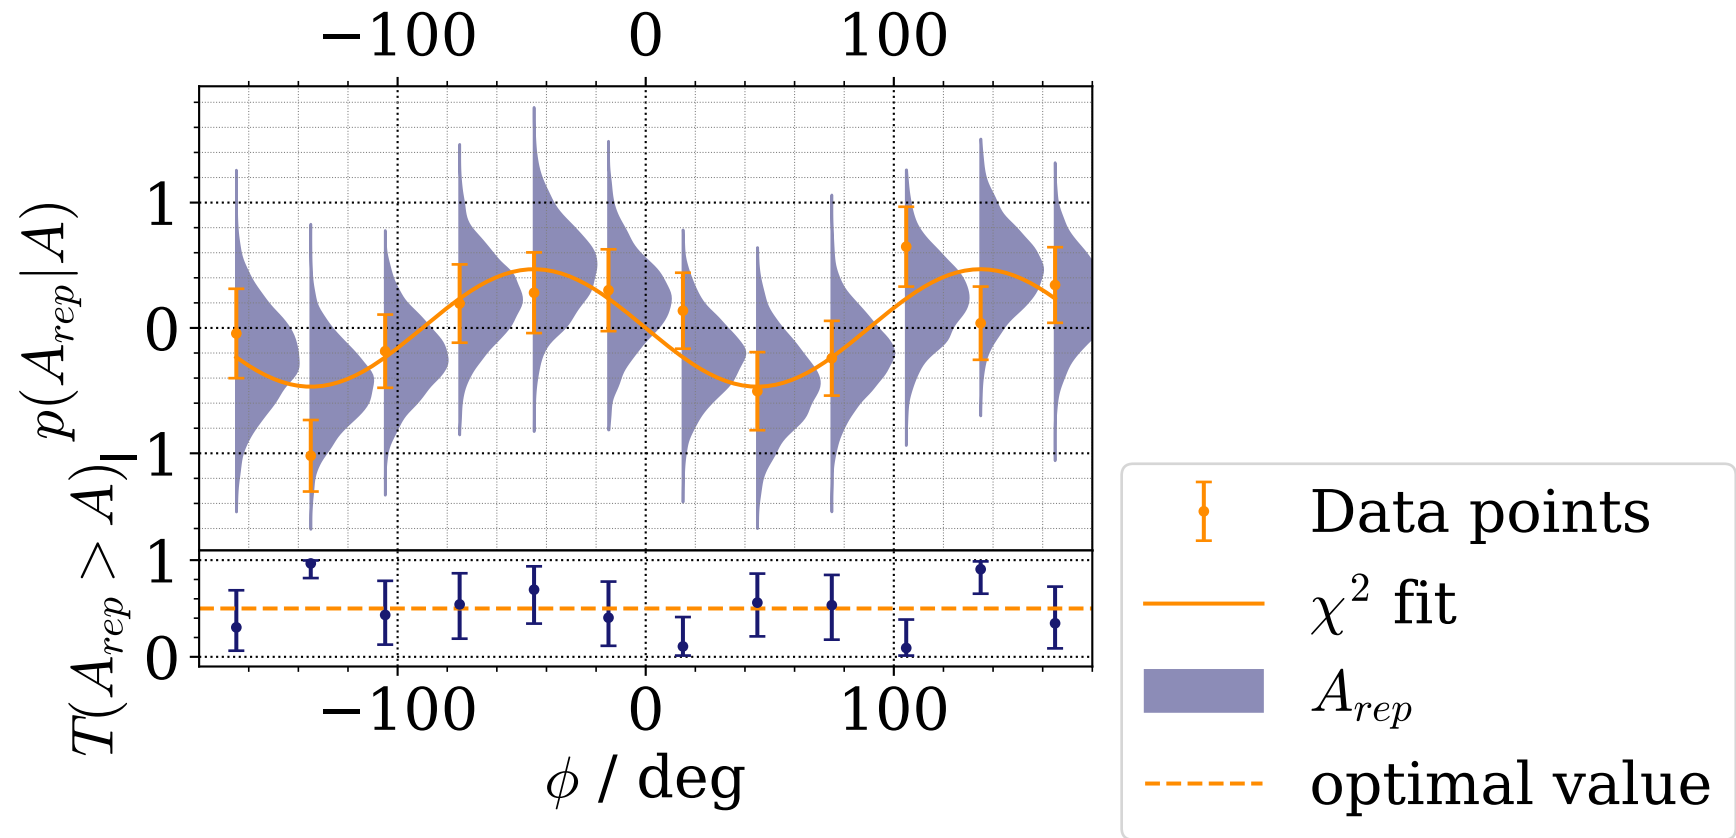 −100 0 100
p(A_rep|A)
1
0
−1
T(A_rep > A)
1
0
−100 0 100
ϕ / deg
Data points
χ² fit
A_rep
optimal value